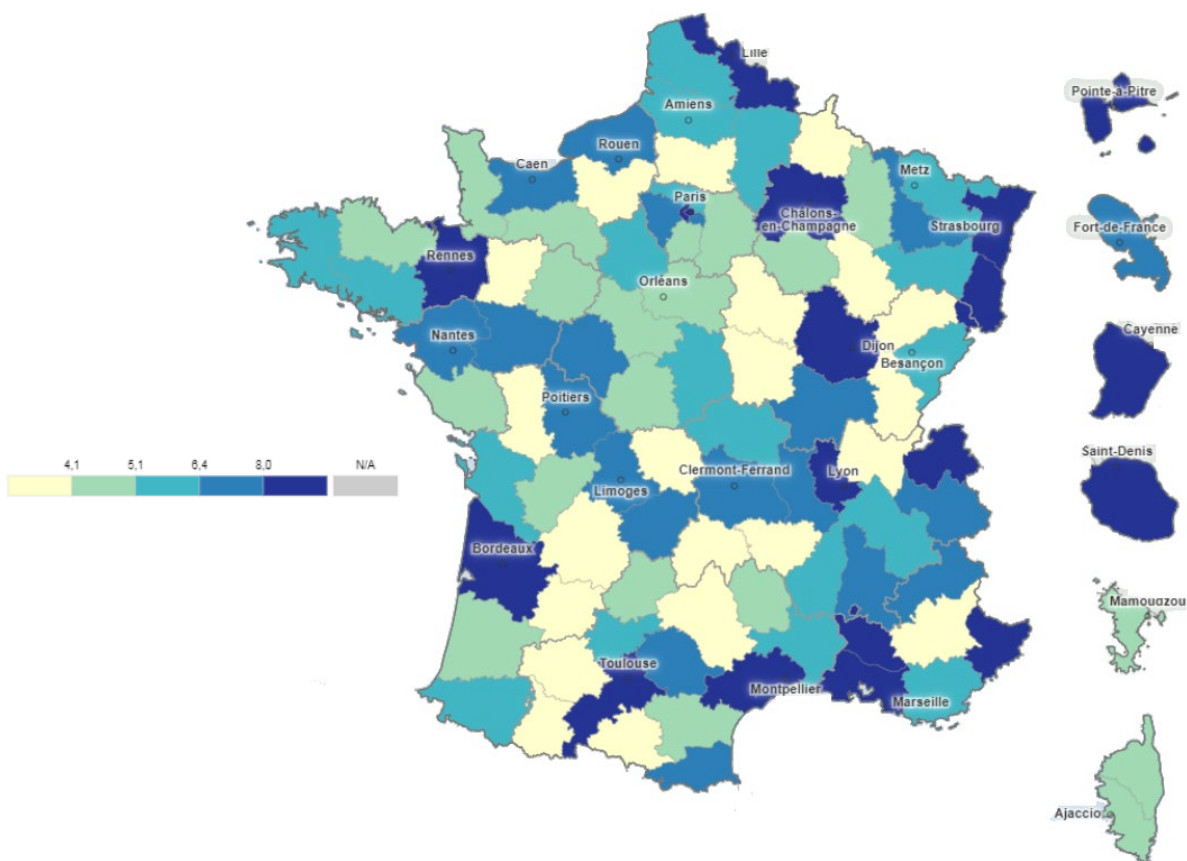 Lille
Pointe-à-Pitre
Amiens
Rouen
Caen
Metz
Paris
Châlons-
en-Champagne
Strasbourg
Fort-de-France
Rennes
Orléans
Cayenne
Nantes
Dijon
Besançon
Poitiers
Saint-Denis
4,1 5,1 6,4 8,0 N/A
Clermont-Ferrand
Lyon
Limoges
Bordeaux
Mamoudzou
Toulouse
Montpellier
Marseille
Ajaccio